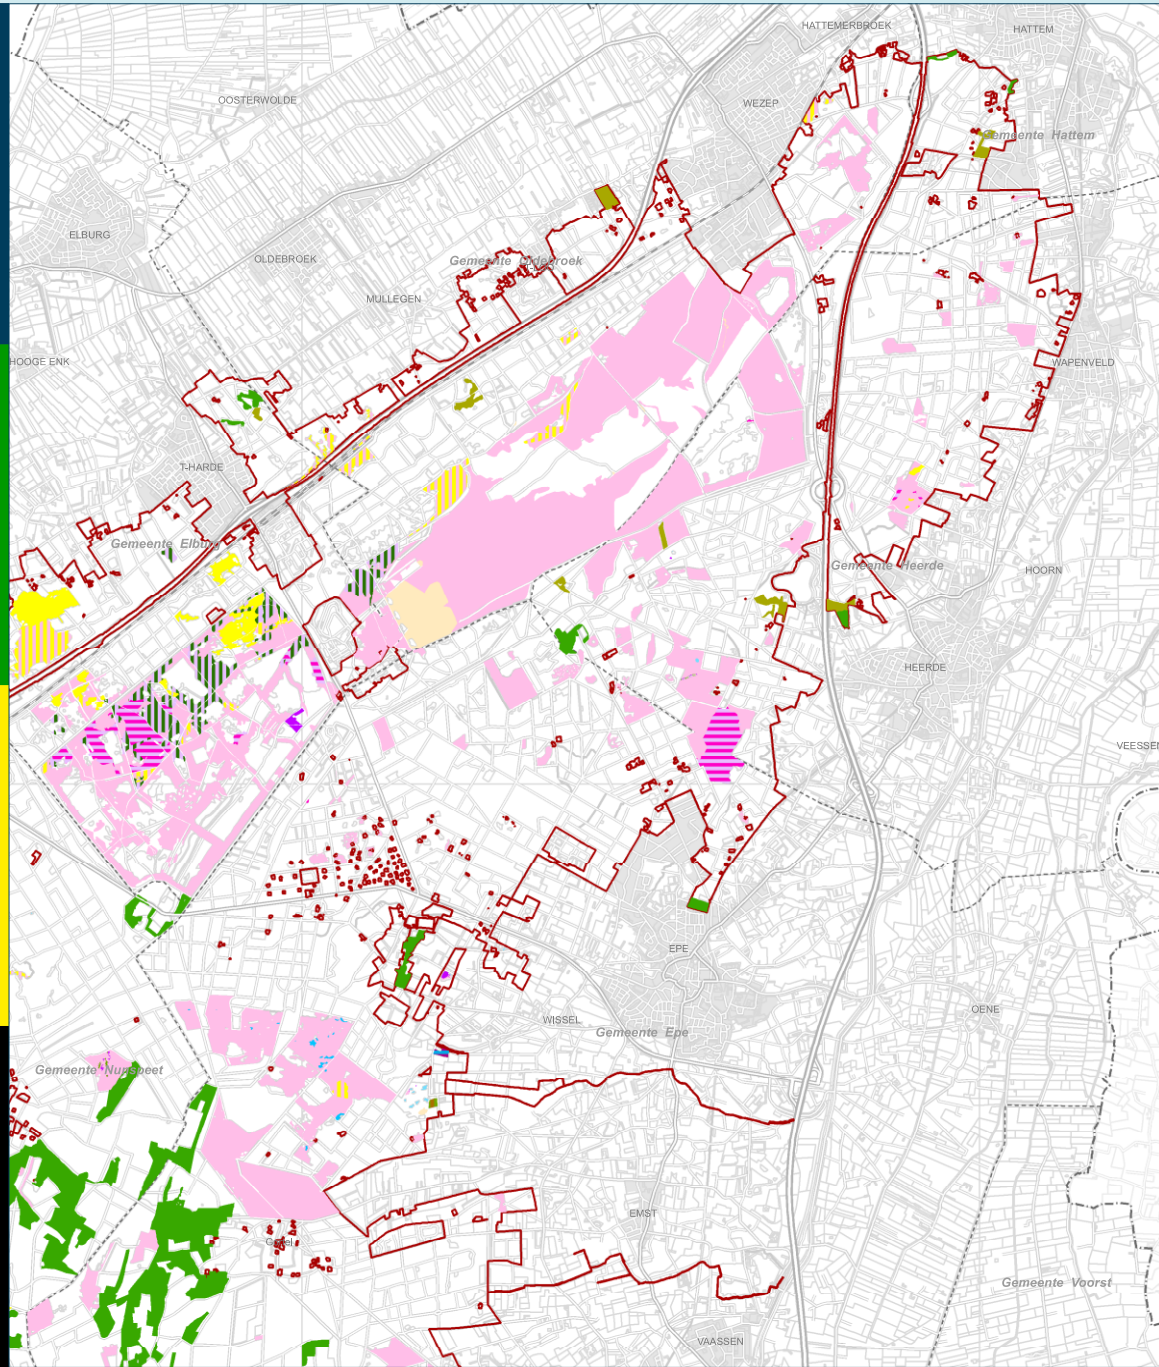 HATTEMERBROEK
HATTEM
OOSTERWOLDE
WEZEP
Gemeente Hattem
ELBURG
OLDEBROEK
Gemeente Oldebroek
MULLEGEN
HOOGE ENK
WAPENVELD
T-HARDE
Gemeente Elburg
Gemeente Heerde
HOORN
HEERDE
VEESSEN
EPE
OENE
WISSEL
Gemeente Epe
Gemeente Nunspeet
EMST
Gortel
Gemeente Voorst
VAASSEN